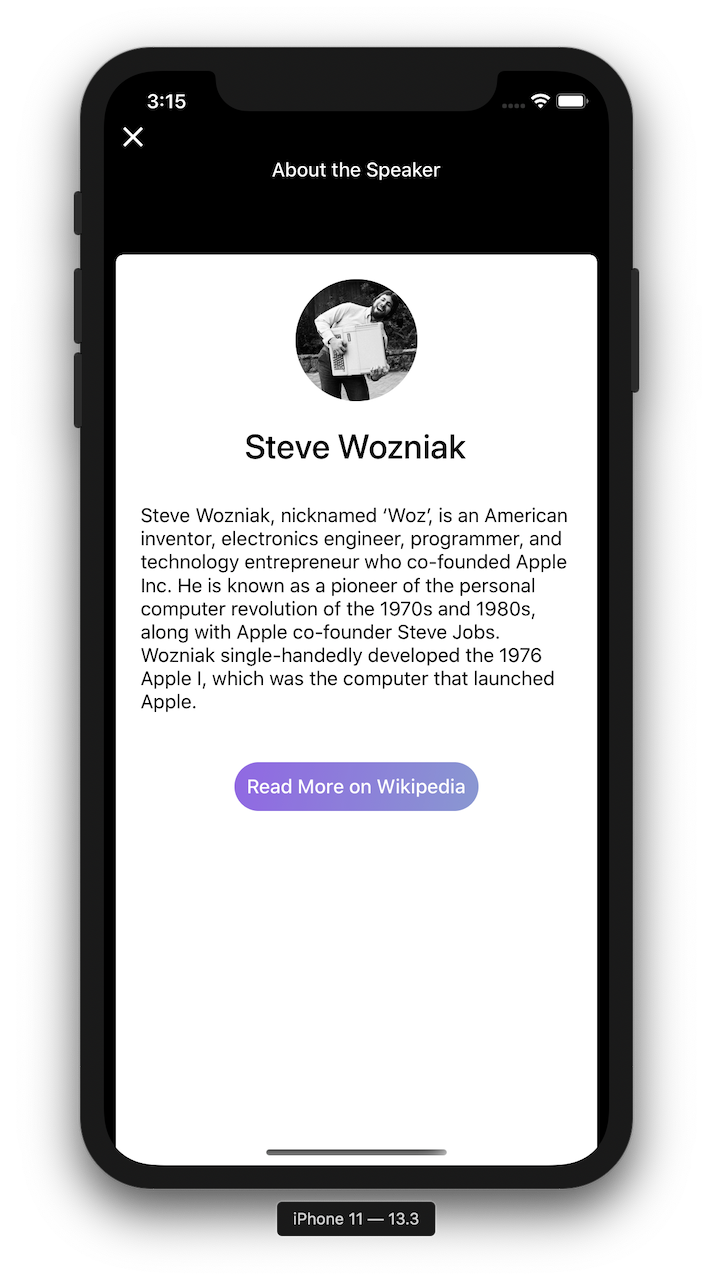 3:15
About the Speaker
Steve Wozniak
Steve Wozniak, nicknamed ‘Woz’, is an American
inventor, electronics engineer, programmer, and
technology entrepreneur who co-founded Apple
Inc. He is known as a pioneer of the personal
computer revolution of the 1970s and 1980s,
along with Apple co-founder Steve Jobs.
Wozniak single-handedly developed the 1976
Apple I, which was the computer that launched
Apple.
Read More on Wikipedia
iPhone 11 — 13.3